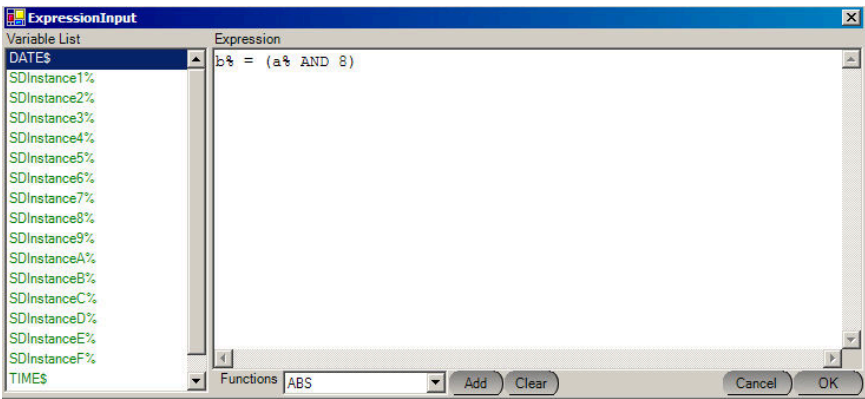 ExpressionInput
Variable List
Expression
DATE$
SDInstance1%
SDInstance2%
SDInstance3%
SDInstance4%
SDInstance5%
SDInstance6%
SDInstance7%
SDInstance8%
SDInstance9%
SDInstanceA%
SDInstanceB%
SDInstanceC%
SDInstanceD%
SDInstanceE%
SDInstanceF%
TIME$
b% = (a% AND 8)
Functions ABS Add Clear Cancel OK